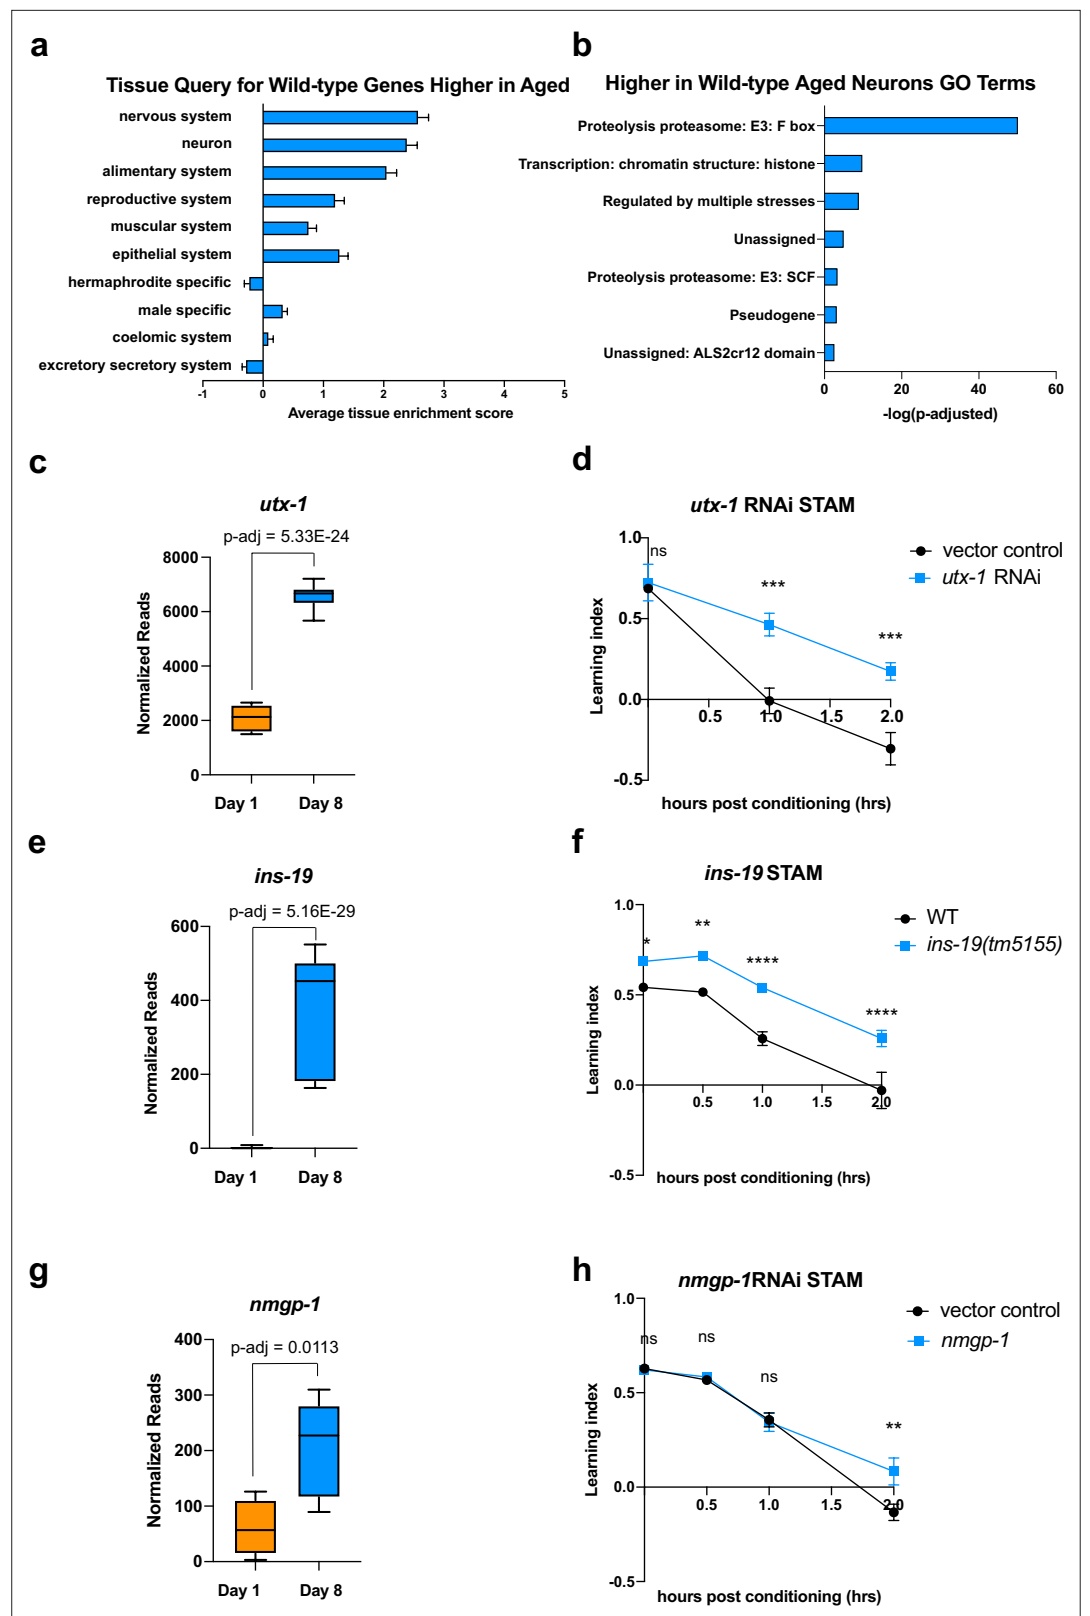 a
Tissue Query for Wild-type Genes Higher in Aged
nervous system
neuron
alimentary system
reproductive system
muscular system
epithelial system
hermaphrodite specific
male specific
coelomic system
excretory secretory system
-1 0 1 2 3 4 5
Average tissue enrichment score
b
Higher in Wild-type Aged Neurons GO Terms
Proteolysis proteasome: E3: F box
Transcription: chromatin structure: histone
Regulated by multiple stresses
Unassigned
Proteolysis proteasome: E3: SCF
Pseudogene
Unassigned: ALS2cr12 domain
0 20 40 60
-log(p-adjusted)
c
utx-1
p-adj = 5.33E-24
8000
6000
4000
2000
0
Normalized Reads
Day 1 Day 8
d
utx-1 RNAi STAM
1.0
0.5
0.0
-0.5
Learning index
ns
***
***
0.5 1.0 1.5 2.0
hours post conditioning (hrs)
vector control
utx-1 RNAi
e
ins-19
p-adj = 5.16E-29
600
400
200
0
Normalized Reads
Day 1 Day 8
f
ins-19 STAM
1.0
0.5
0.0
-0.5
Learning index
*
**
****
****
0.5 1.0 1.5 2.0
hours post conditioning (hrs)
WT
ins-19(tm5155)
g
nmgp-1
p-adj = 0.0113
400
300
200
100
0
Normalized Reads
Day 1 Day 8
h
nmgp-1RNAi STAM
1.0
0.5
0.0
-0.5
Learning index
ns
ns
ns
**
0.5 1.0 1.5 2.0
hours post conditioning (hrs)
vector control
nmgp-1